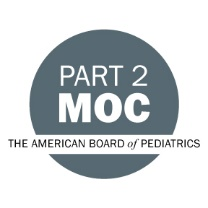 PART 2
MOC
THE AMERICAN BOARD of PEDIATRICS